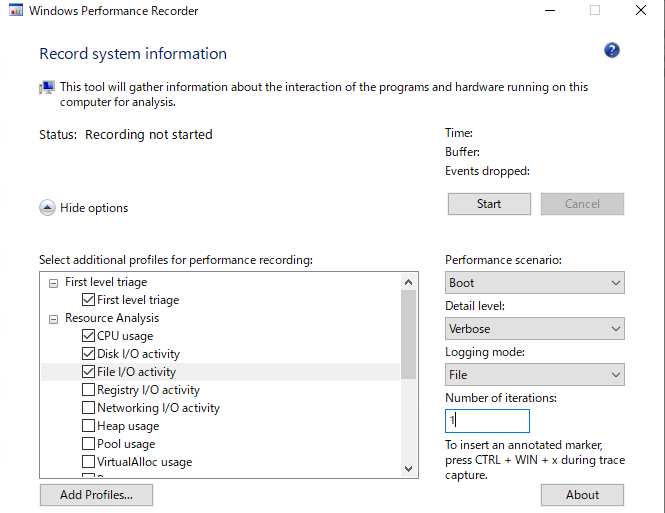 Windows Performance Recorder
Record system information
This tool will gather information about the interaction of the programs and hardware running on this
computer for analysis.
Status: Recording not started
Time:
Buffer:
Events dropped:
Start
Cancel
Hide options
Select additional profiles for performance recording:
First level triage
First level triage
Resource Analysis
CPU usage
Disk I/O activity
File I/O activity
Registry I/O activity
Networking I/O activity
Heap usage
Pool usage
VirtualAlloc usage
Add Profiles...
Performance scenario:
Boot
Detail level:
Verbose
Logging mode:
File
Number of iterations:
1
To insert an annotated marker,
press CTRL + WIN + x during trace
capture.
About